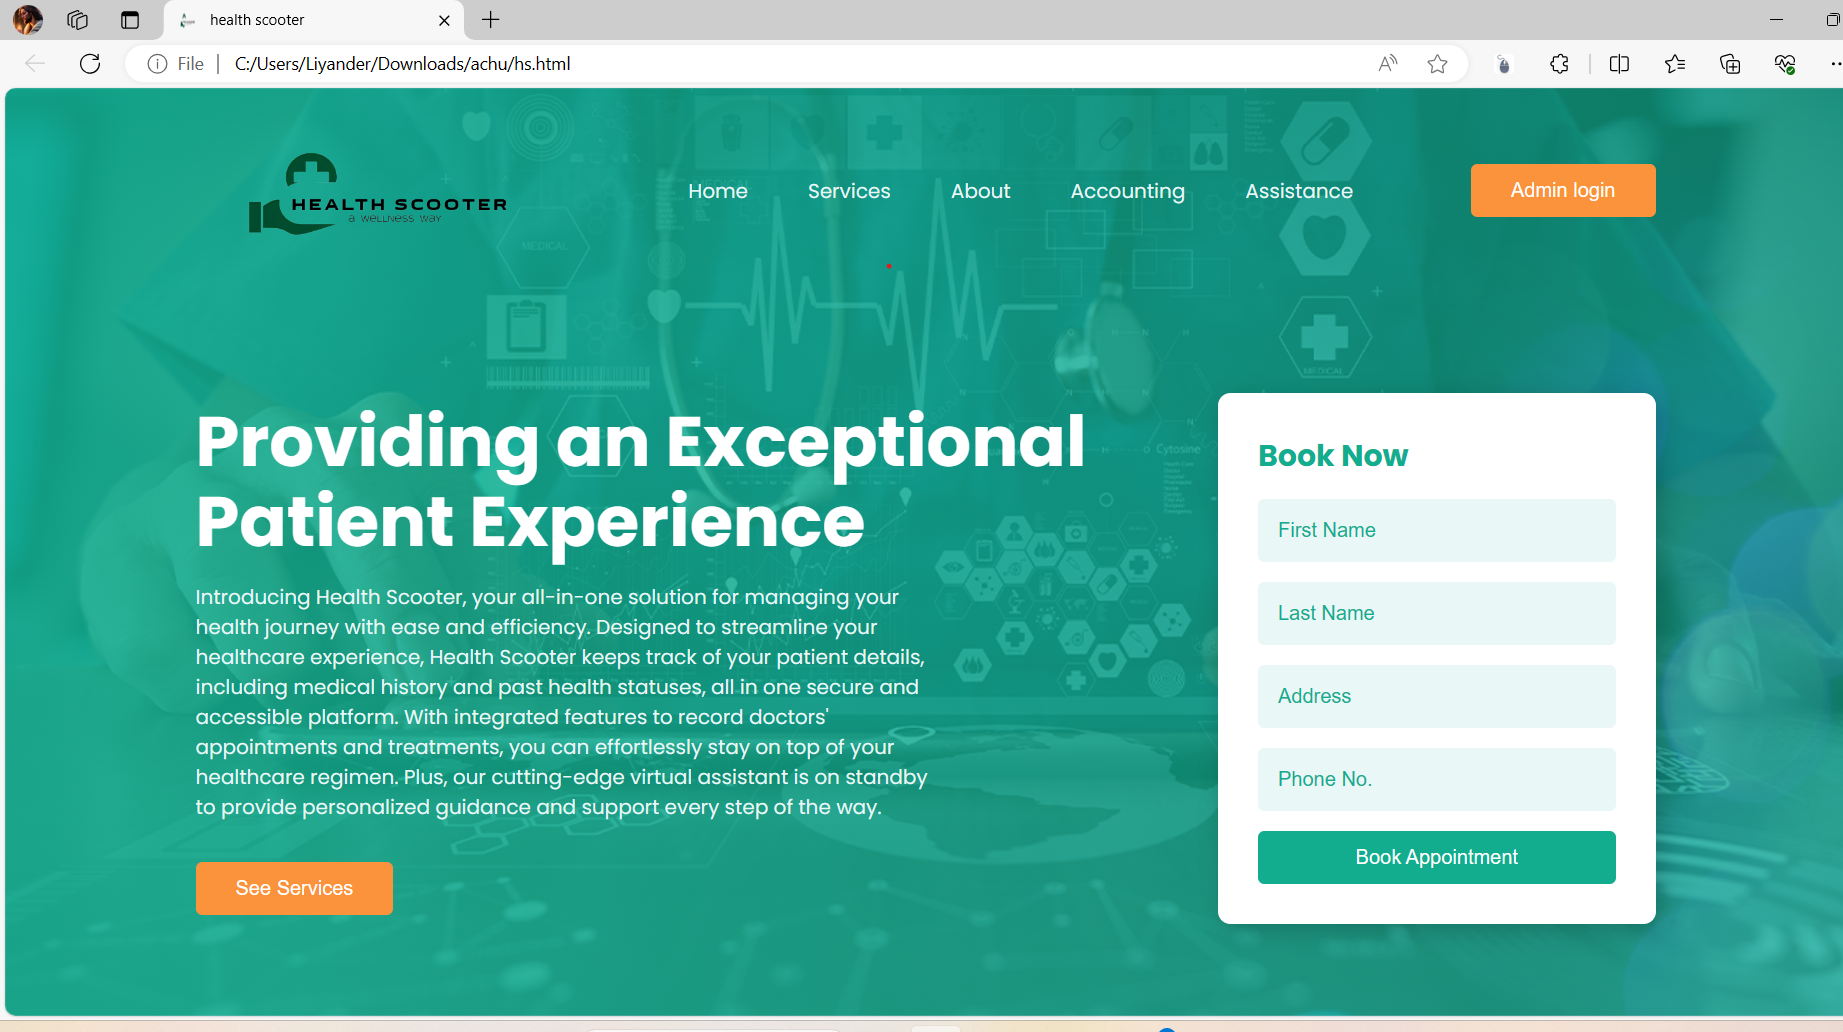 health scooter
File
C:/Users/Liyander/Downloads/achu/hs.html
HEALTH SCOOTER
a WELLNESS WAY
Home
Services
About
Accounting
Assistance
Admin login
MEDICAL
MEDICAL
Cytosine
Providing an Exceptional
Patient Experience
Introducing Health Scooter, your all-in-one solution for managing your
health journey with ease and efficiency. Designed to streamline your
healthcare experience, Health Scooter keeps track of your patient details,
including medical history and past health statuses, all in one secure and
accessible platform. With integrated features to record doctors'
appointments and treatments, you can effortlessly stay on top of your
healthcare regimen. Plus, our cutting-edge virtual assistant is on standby
to provide personalized guidance and support every step of the way.
See Services
Book Now
First Name
Last Name
Address
Phone No.
Book Appointment